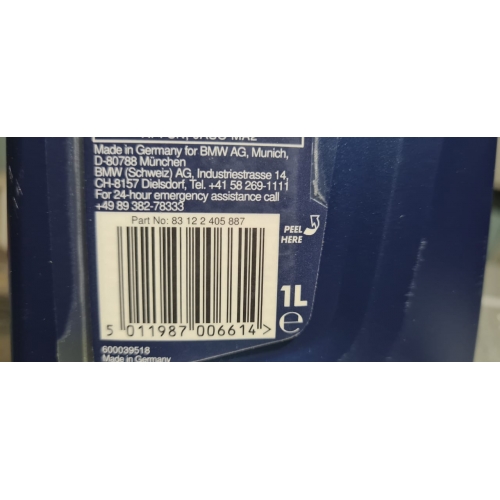 JASO MA2
Made in Germany for BMW AG, Munich,
D-80788 München
BMW (Schweiz) AG, Industriestrasse 14,
CH-8157 Dielsdorf, Tel. +41 58 269-1111
For 24-hour emergency assistance call
+49 89 382-78333
Part No: 83 12 2 405 887
PEEL
HERE
1L
5 011987 006614 >
℮
600039518
Made in Germany